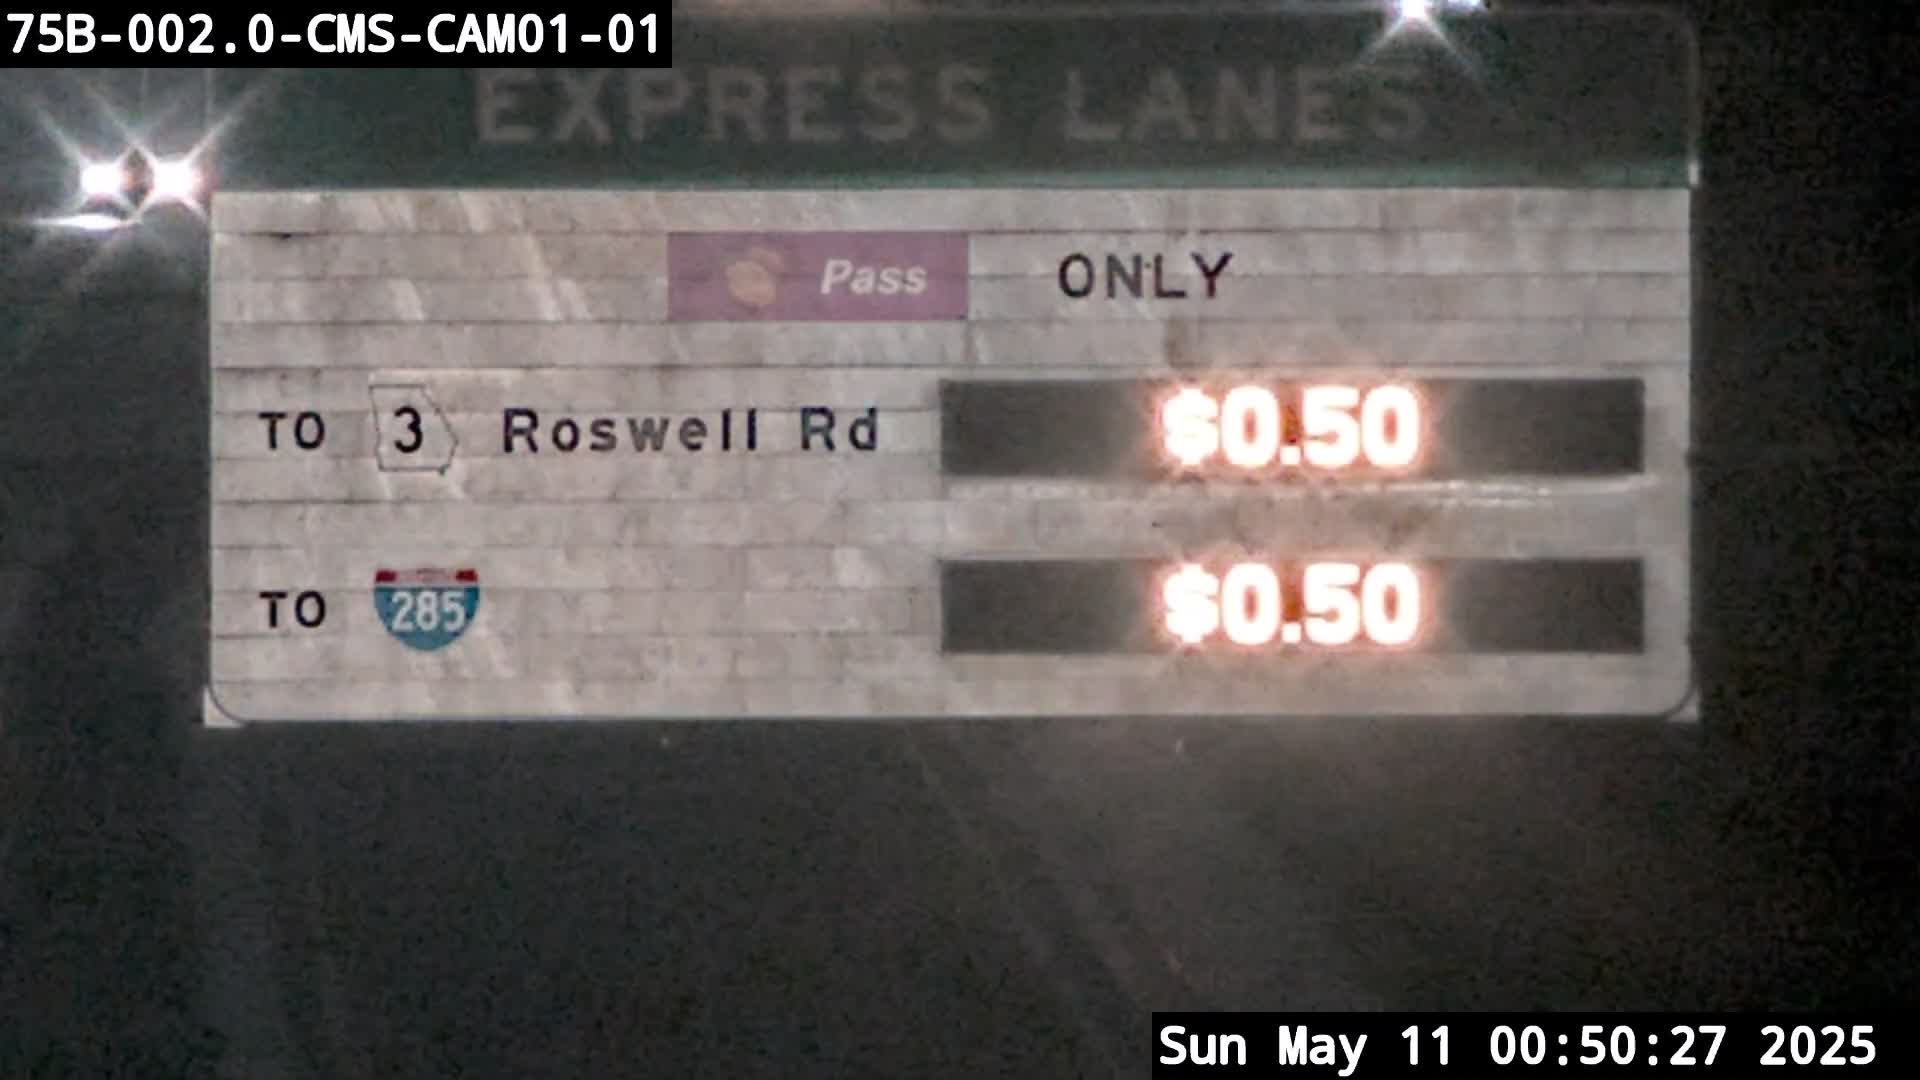 75B-002.0-CMS-CAM01-01
EXPRESS LANES
Pass ONLY
TO 3 Roswell Rd $0.50
TO 285 $0.50
Sun May 11 00:50:27 2025